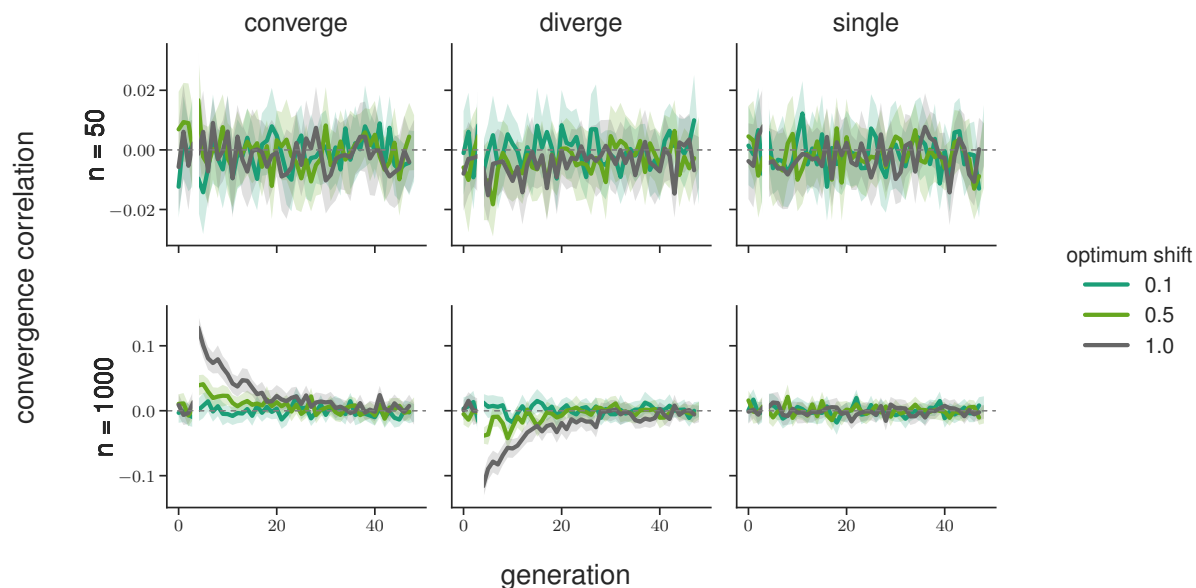 converge diverge single
convergence correlation
n = 50
0.02
0.00
−0.02
n = 1000
0.1
0.0
−0.1
0 20 40 0 20 40 0 20 40
generation
optimum shift
0.1
0.5
1.0